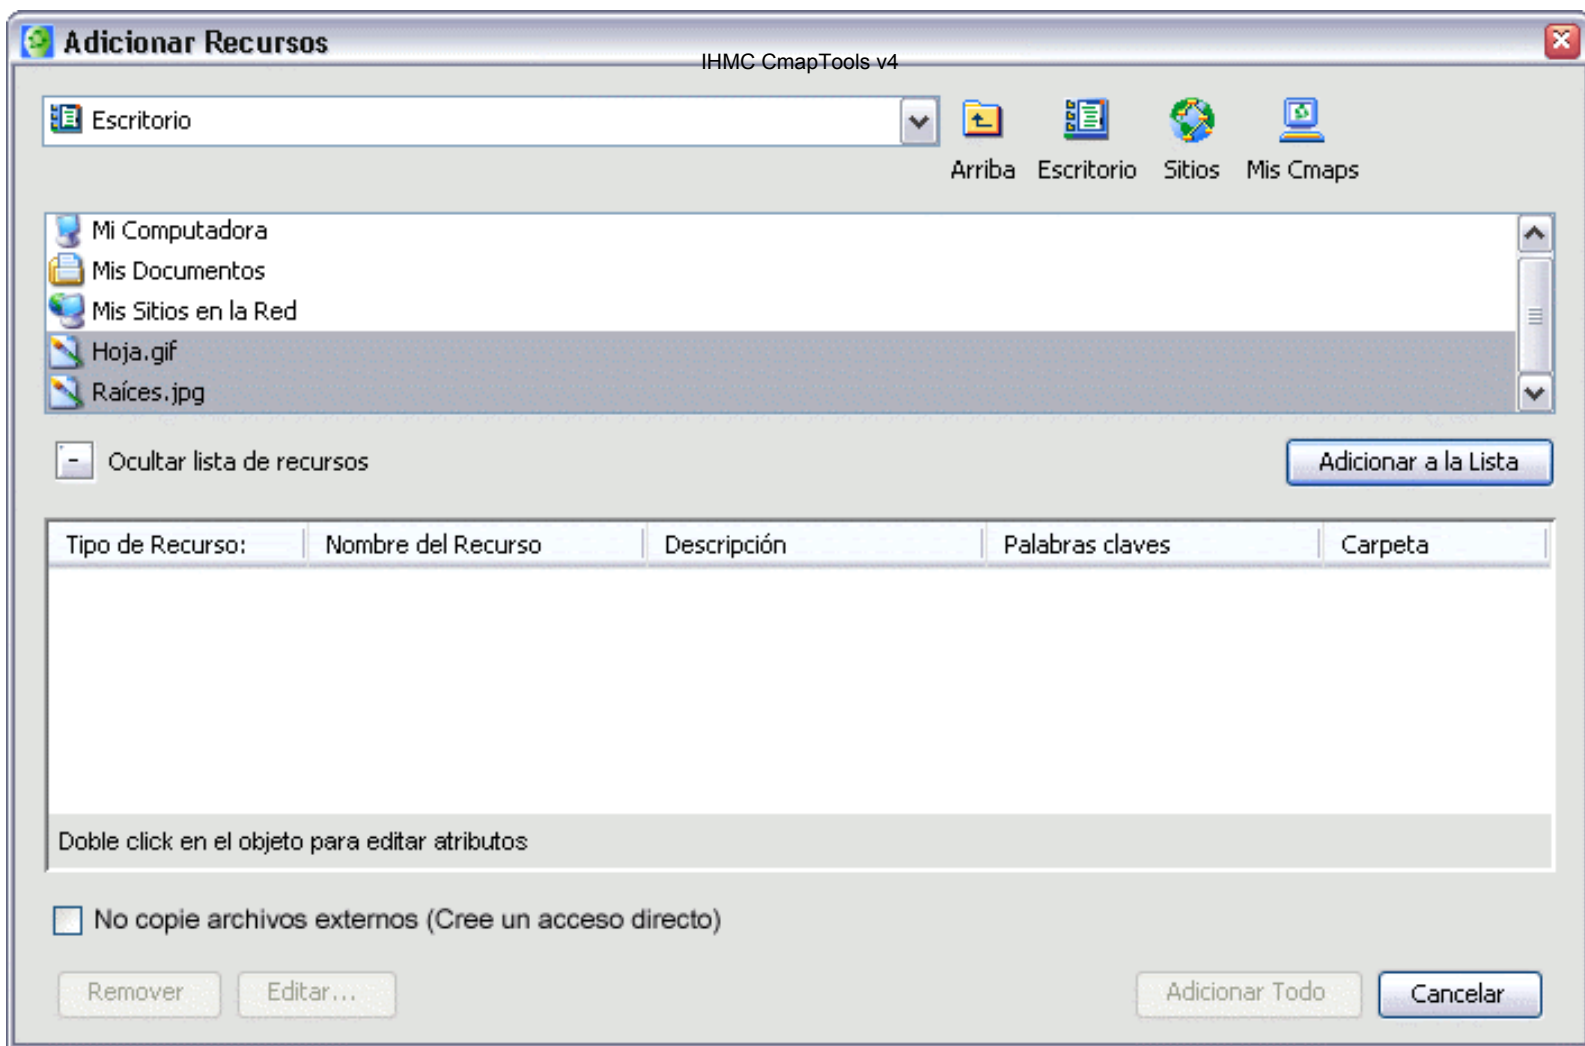 Adicionar Recursos
IHMC CmapTools v4
Escritorio
Arriba Escritorio Sitios Mis Cmaps
Mi Computadora
Mis Documentos
Mis Sitios en la Red
Hoja.gif
Raíces.jpg
- Ocultar lista de recursos
Adicionar a la Lista
Tipo de Recurso: Nombre del Recurso Descripción Palabras claves Carpeta
Doble click en el objeto para editar atributos
No copie archivos externos (Cree un acceso directo)
Remover Editar... Adicionar Todo Cancelar